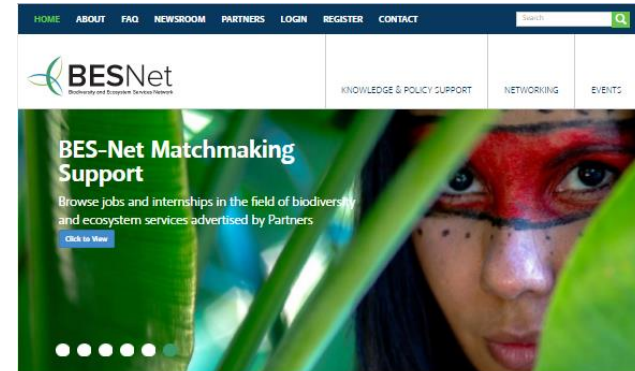 HOME ABOUT FAQ NEWSROOM PARTNERS LOGIN REGISTER CONTACT Search
BESNet
Biodiversity and Ecosystem Services Network
KNOWLEDGE & POLICY SUPPORT NETWORKING EVENTS
BES-Net Matchmaking
Support
Browse jobs and internships in the field of biodiversity
and ecosystem services advertised by Partners
Click to View